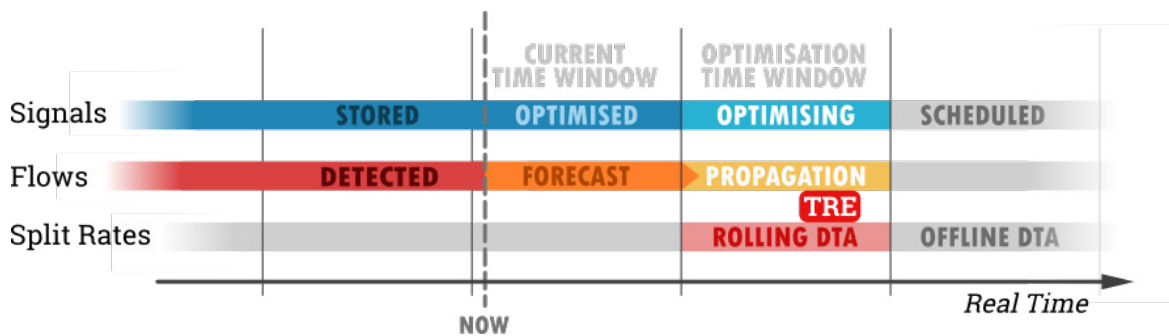 CURRENT
TIME WINDOW
OPTIMISATION
TIME WINDOW
Signals
STORED
OPTIMISED
OPTIMISING
SCHEDULED
Flows
DETECTED
FORECAST
PROPAGATION
TRE
Split Rates
ROLLING DTA
OFFLINE DTA
Real Time
NOW